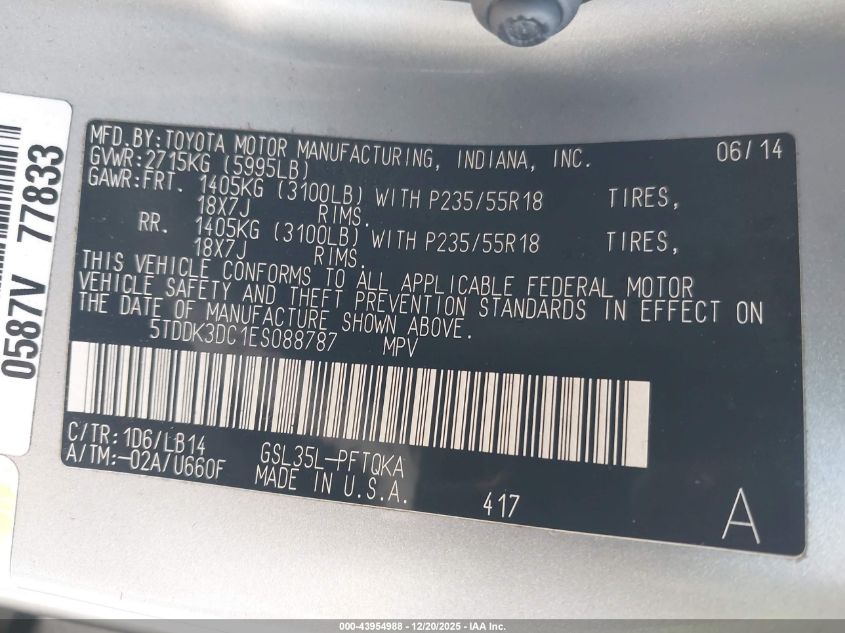 MFD.BY:TOYOTA MOTOR MANUFACTURING, INDIANA, INC. 06/14
GVWR:2715KG (5995LB)
GAWR:FRT. 1405KG (3100LB) WITH P235/55R18 TIRES,
18X7J RIMS.
RR. 1405KG (3100LB) WITH P235/55R18 TIRES,
18X7J RIMS.
THIS VEHICLE CONFORMS TO ALL APPLICABLE FEDERAL MOTOR
VEHICLE SAFETY AND THEFT PREVENTION STANDARDS IN EFFECT ON
THE DATE OF MANUFACTURE SHOWN ABOVE.
5TDDK3DC1ES088787 MPV
C/TR:1D6/LB14
A/TM:-02A/U660F
GSL35L-PFTQKA
MADE IN U.S.A.
417
A
0587V 77833
000-43954988 - 12/20/2025 - IAA Inc.